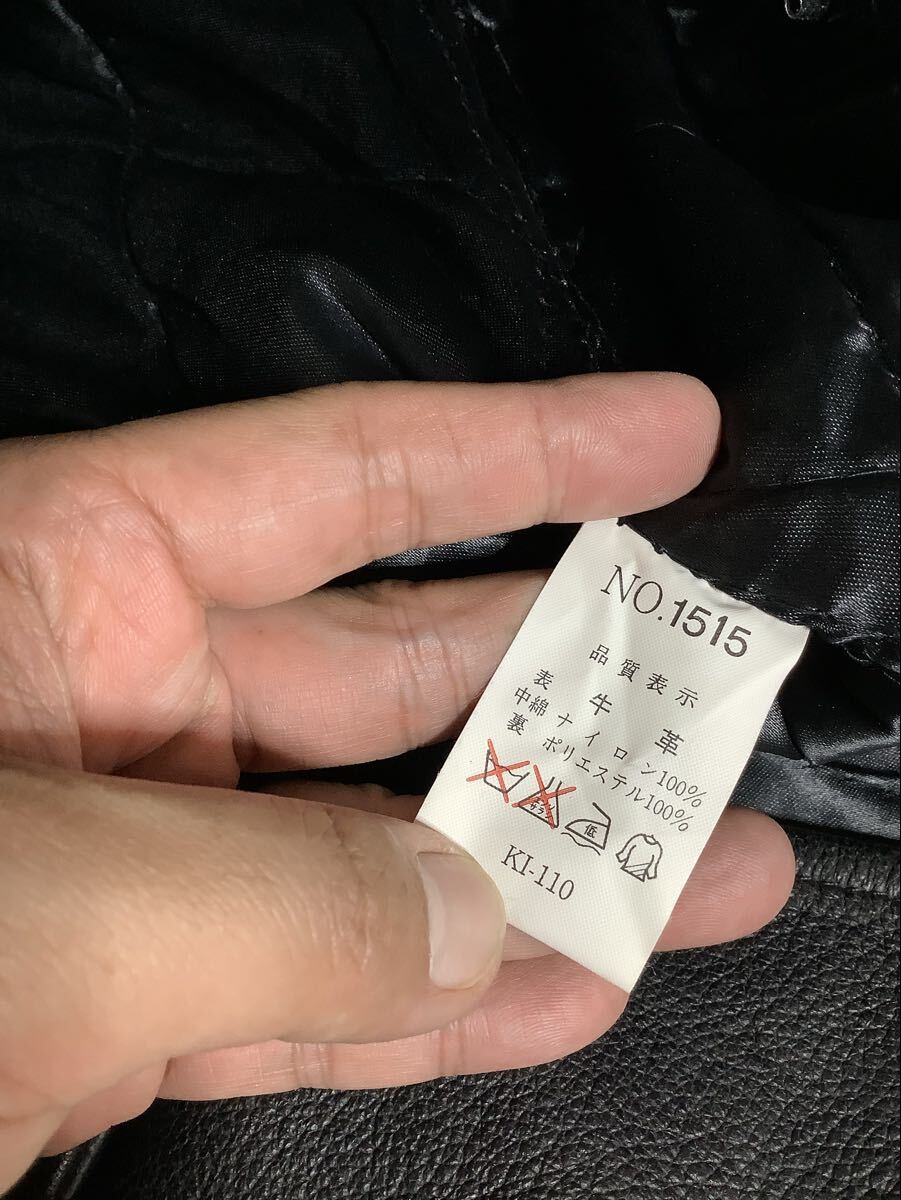 NO.1515
品質表示
表 牛革
中綿 ナイロン100%
裏 ポリエステル100%
低
KI-110